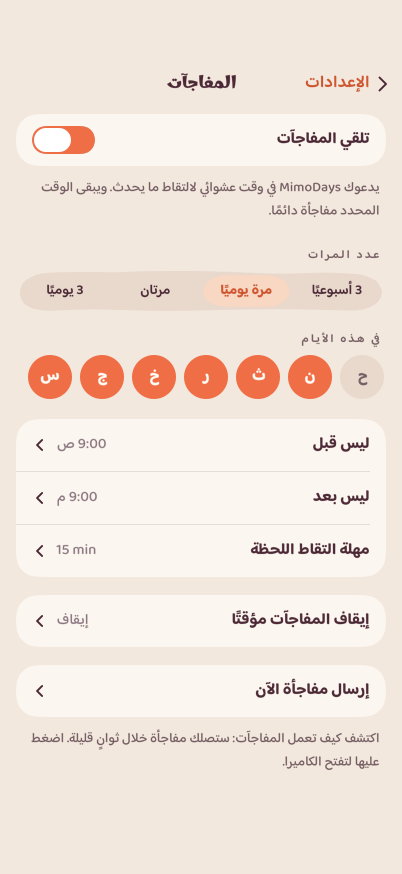 الإعدادات
المفاجآت
تلقي المفاجآت
يدعوك MimoDays في وقت عشوائي لالتقاط ما يحدث. ويبقى الوقت
المحدد مفاجأة دائمًا.
عدد المرات
3 أسبوعيًا
مرة يوميًا
مرتان
3 يوميًا
في هذه الأيام
ح
ن
ث
ر
خ
ج
س
ليس قبل
9:00 ص
ليس بعد
9:00 م
مهلة التقاط اللحظة
15 min
إيقاف المفاجآت مؤقتًا
إيقاف
إرسال مفاجأة الآن
اكتشف كيف تعمل المفاجآت: ستصلك مفاجأة خلال ثوانٍ قليلة. اضغط
عليها لتفتح الكاميرا.